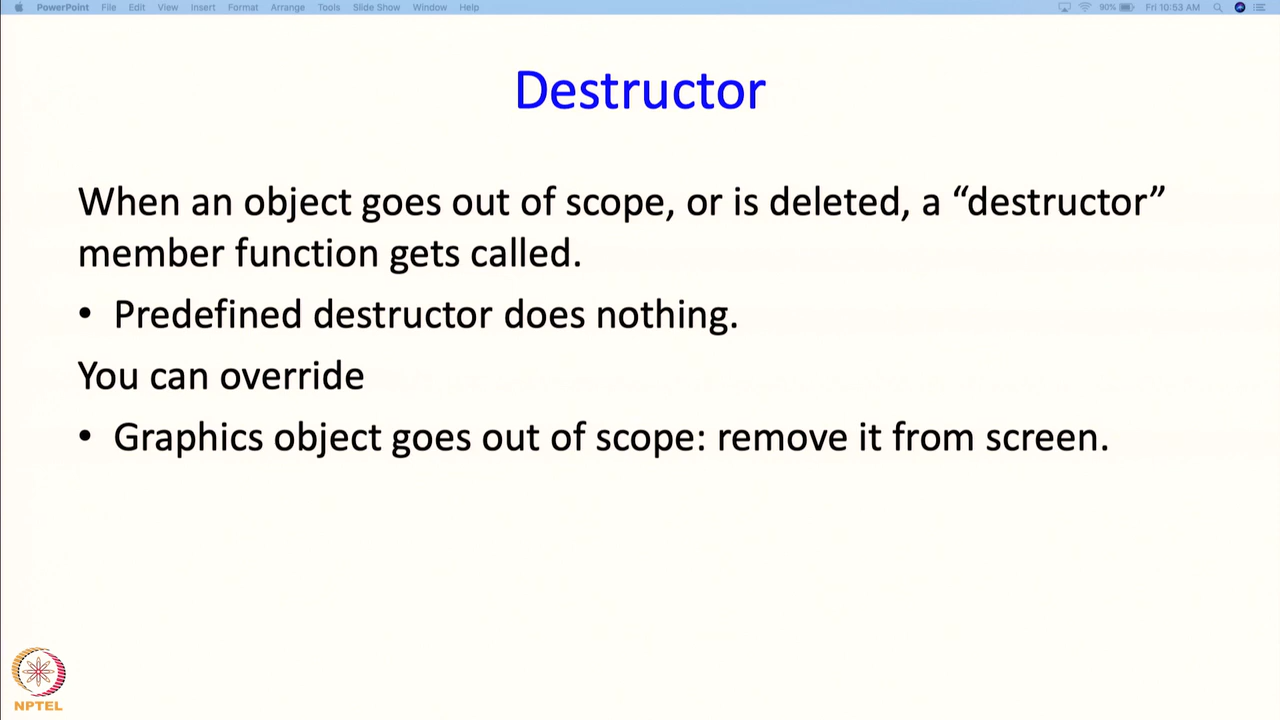 PowerPoint File Edit View Insert Format Arrange Tools Slide Show Window Help 90% Fri 10:53 AM
Destructor
When an object goes out of scope, or is deleted, a “destructor”
member function gets called.
• Predefined destructor does nothing.
You can override
• Graphics object goes out of scope: remove it from screen.
NPTEL